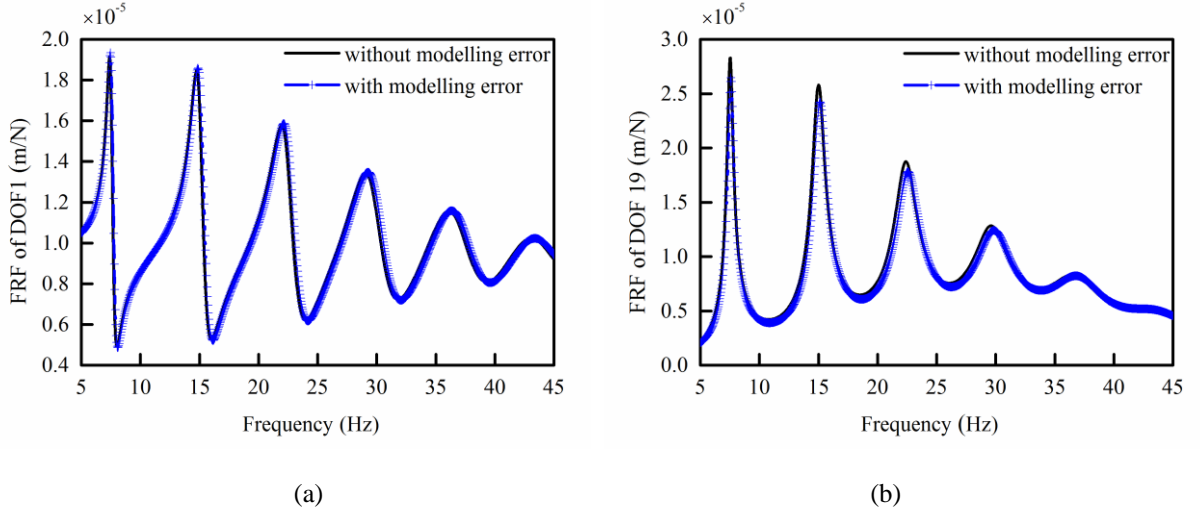 ×10⁻⁵
2.0
1.8
1.6
1.4
1.2
1.0
0.8
0.6
0.4
FRF of DOF1 (m/N)
without modelling error
with modelling error
5 10 15 20 25 30 35 40 45
Frequency (Hz)
(a)
×10⁻⁵
3.0
2.5
2.0
1.5
1.0
0.5
0.0
FRF of DOF 19 (m/N)
without modelling error
with modelling error
5 10 15 20 25 30 35 40 45
Frequency (Hz)
(b)